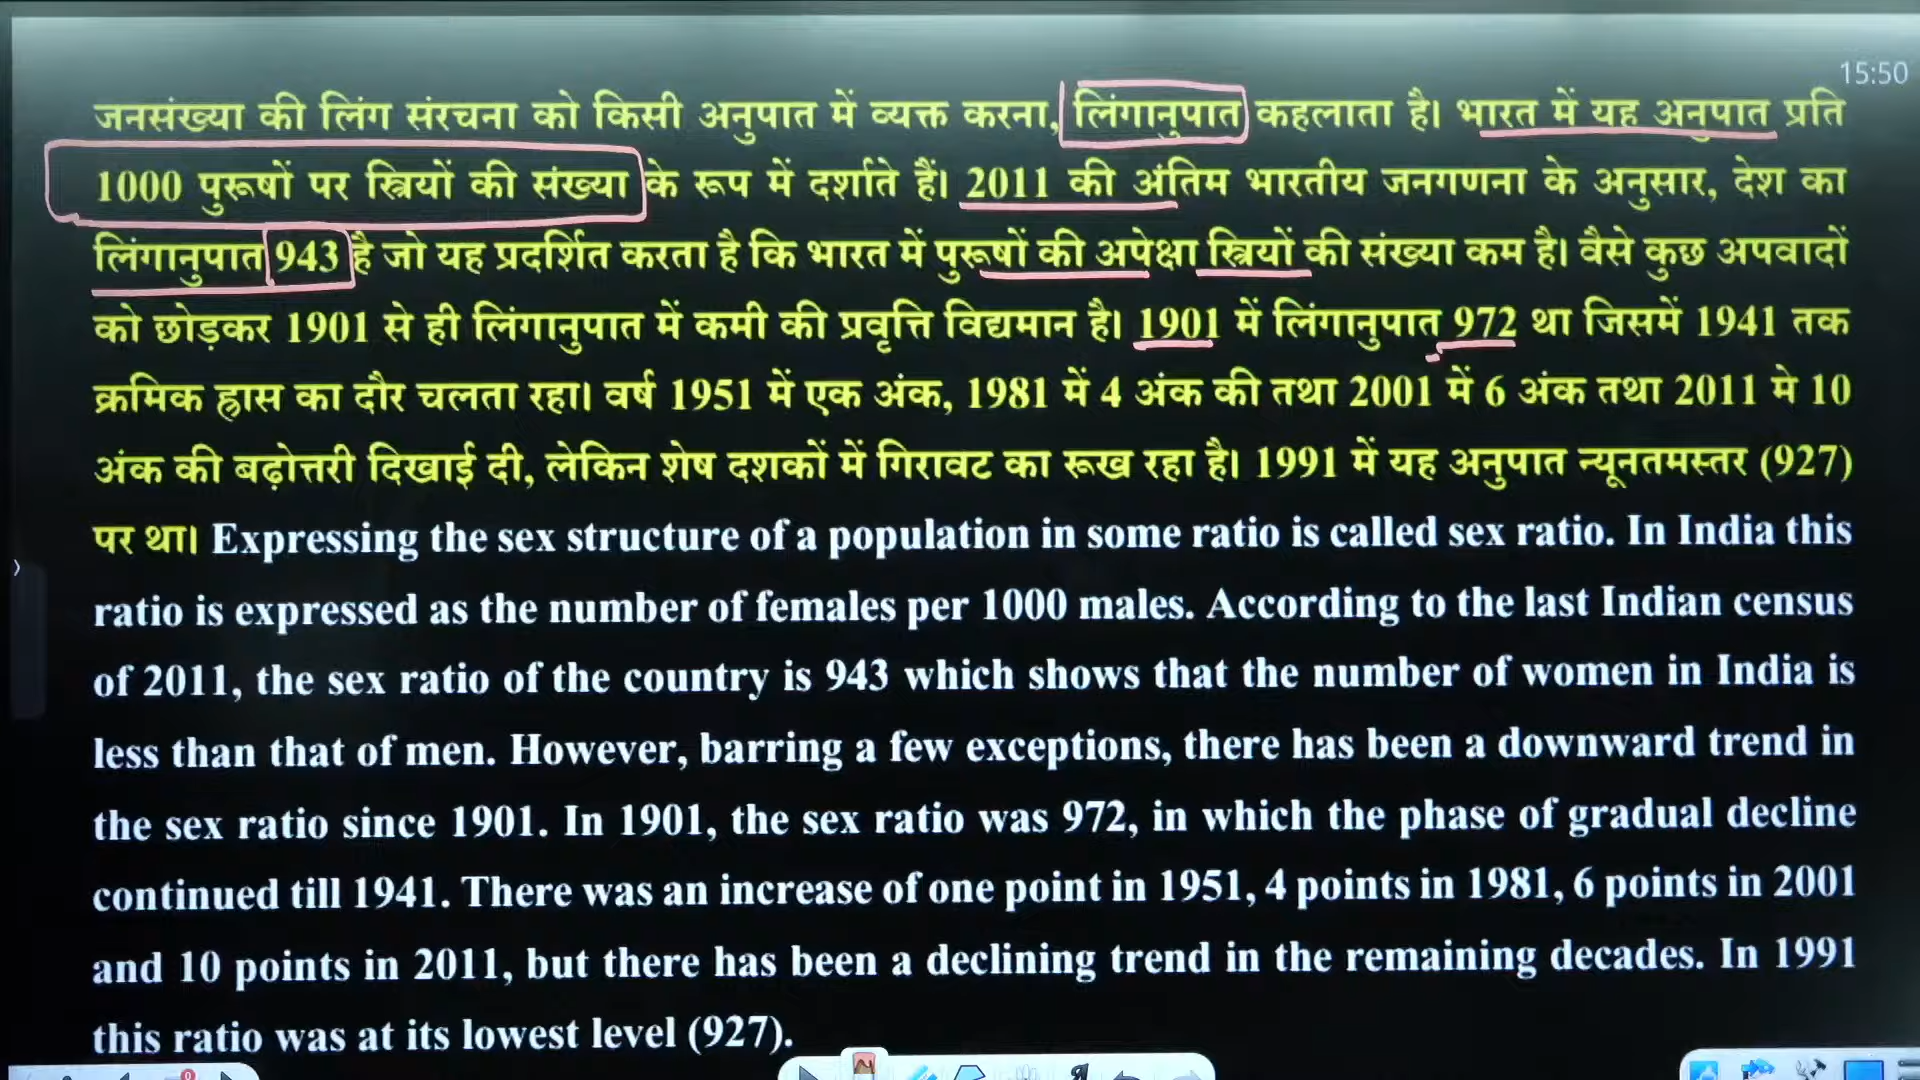 15:50
जनसंख्या की लिंग संरचना को किसी अनुपात में व्यक्त करना, लिंगानुपात कहलाता है। भारत में यह अनुपात प्रति
1000 पुरूषों पर स्त्रियों की संख्या के रूप में दर्शाते हैं। 2011 की अंतिम भारतीय जनगणना के अनुसार, देश का
लिंगानुपात 943 है जो यह प्रदर्शित करता है कि भारत में पुरूषों की अपेक्षा स्त्रियों की संख्या कम है। वैसे कुछ अपवादों
को छोड़कर 1901 से ही लिंगानुपात में कमी की प्रवृत्ति विद्यमान है। 1901 में लिंगानुपात 972 था जिसमें 1941 तक
क्रमिक ह्रास का दौर चलता रहा। वर्ष 1951 में एक अंक, 1981 में 4 अंक की तथा 2001 में 6 अंक तथा 2011 मे 10
अंक की बढ़ोत्तरी दिखाई दी, लेकिन शेष दशकों में गिरावट का रूख रहा है। 1991 में यह अनुपात न्यूनतमस्तर (927)
पर था। Expressing the sex structure of a population in some ratio is called sex ratio. In India this
ratio is expressed as the number of females per 1000 males. According to the last Indian census
of 2011, the sex ratio of the country is 943 which shows that the number of women in India is
less than that of men. However, barring a few exceptions, there has been a downward trend in
the sex ratio since 1901. In 1901, the sex ratio was 972, in which the phase of gradual decline
continued till 1941. There was an increase of one point in 1951, 4 points in 1981, 6 points in 2001
and 10 points in 2011, but there has been a declining trend in the remaining decades. In 1991
this ratio was at its lowest level (927).